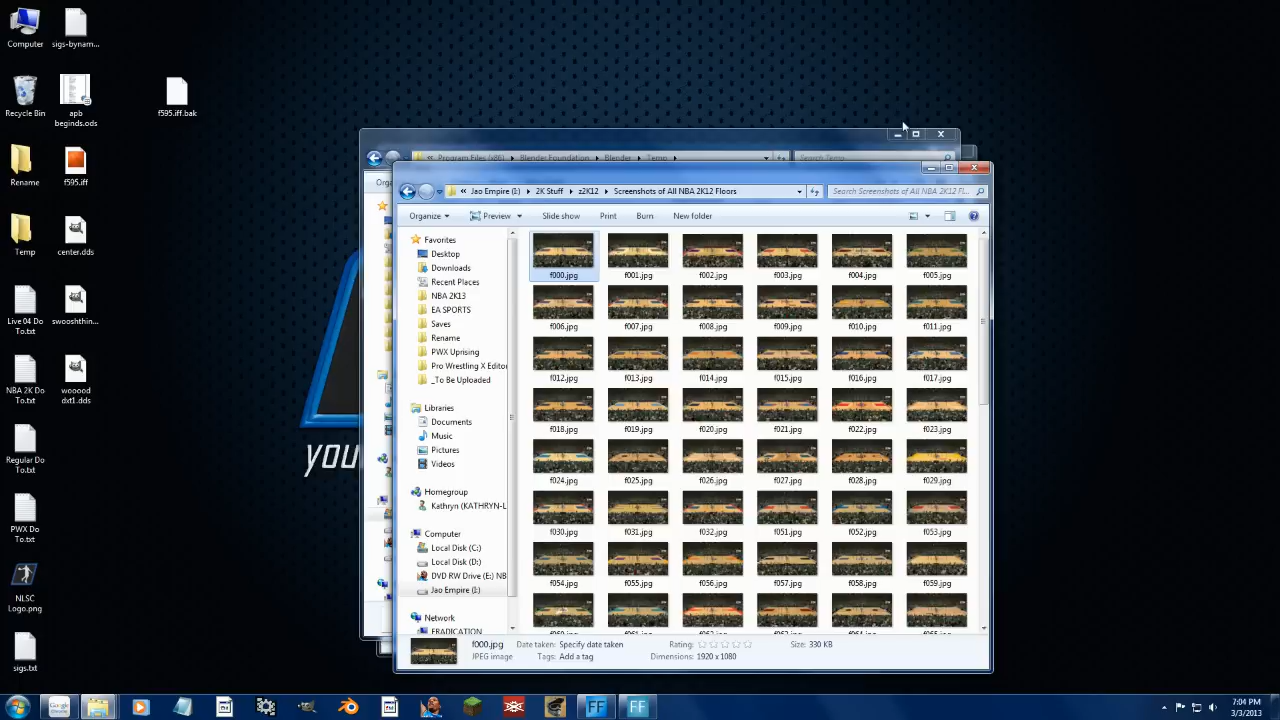 Computer
sigs-bynam...
Recycle Bin
apb
beginds.ods
f595.iff.bak
Rename
f595.iff
Temp
center.dds
Live 04 Do
To.txt
swooshthin...
NBA 2K Do
To.txt
woood
dxt1.dds
Regular Do
To.txt
PWX Do
To.txt
NLSC
Logo.png
sigs.txt
YOU
Program Files (x86) Blender Foundation Blender Temp
Search Temp
Jao Empire (I:) 2K Stuff z2K12 Screenshots of All NBA 2K12 Floors
Search Screenshots of All NBA 2K12 Fl...
Organize Preview Slide show Print Burn New folder
Favorites
Desktop
Downloads
Recent Places
NBA 2K13
EA SPORTS
Saves
Rename
PWX Uprising
Pro Wrestling X Editor
_To Be Uploaded
Libraries
Documents
Music
Pictures
Videos
Homegroup
Kathryn (KATHRYN-L
Computer
Local Disk (C:)
Local Disk (D:)
DVD RW Drive (E:) NB
Jao Empire (I:)
Network
ERADICATION
f000.jpg f001.jpg f002.jpg f003.jpg f004.jpg f005.jpg
f006.jpg f007.jpg f008.jpg f009.jpg f010.jpg f011.jpg
f012.jpg f013.jpg f014.jpg f015.jpg f016.jpg f017.jpg
f018.jpg f019.jpg f020.jpg f021.jpg f022.jpg f023.jpg
f024.jpg f025.jpg f026.jpg f027.jpg f028.jpg f029.jpg
f030.jpg f031.jpg f032.jpg f051.jpg f052.jpg f053.jpg
f054.jpg f055.jpg f056.jpg f057.jpg f058.jpg f059.jpg
f000.jpg Date taken: Specify date taken Rating: Size: 330 KB
JPEG image Tags: Add a tag Dimensions: 1920 x 1080
Google
FF FF
7:04 PM
3/3/2013